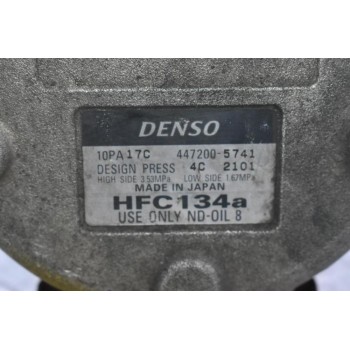 DENSO
10PA17C 447200-5741
DESIGN PRESS 4C 2101
HIGH SIDE 3.53MPa LOW SIDE 1.67MPa
MADE IN JAPAN
HFC134a
USE ONLY ND-OIL 8